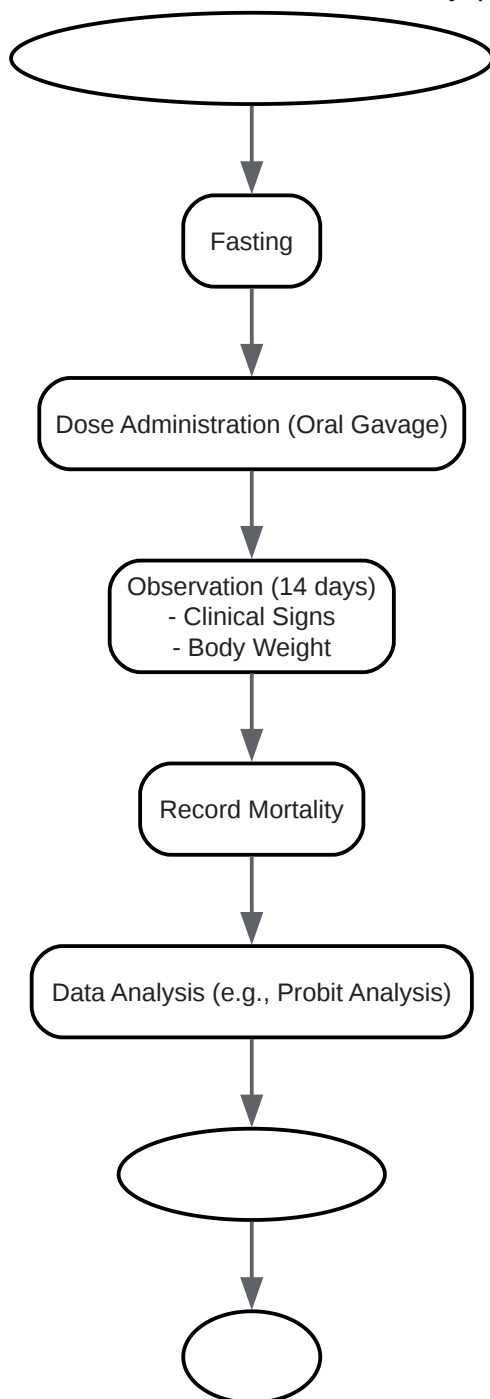 Fasting
Dose Administration (Oral Gavage)
Observation (14 days)
- Clinical Signs
- Body Weight
Record Mortality
Data Analysis (e.g., Probit Analysis)